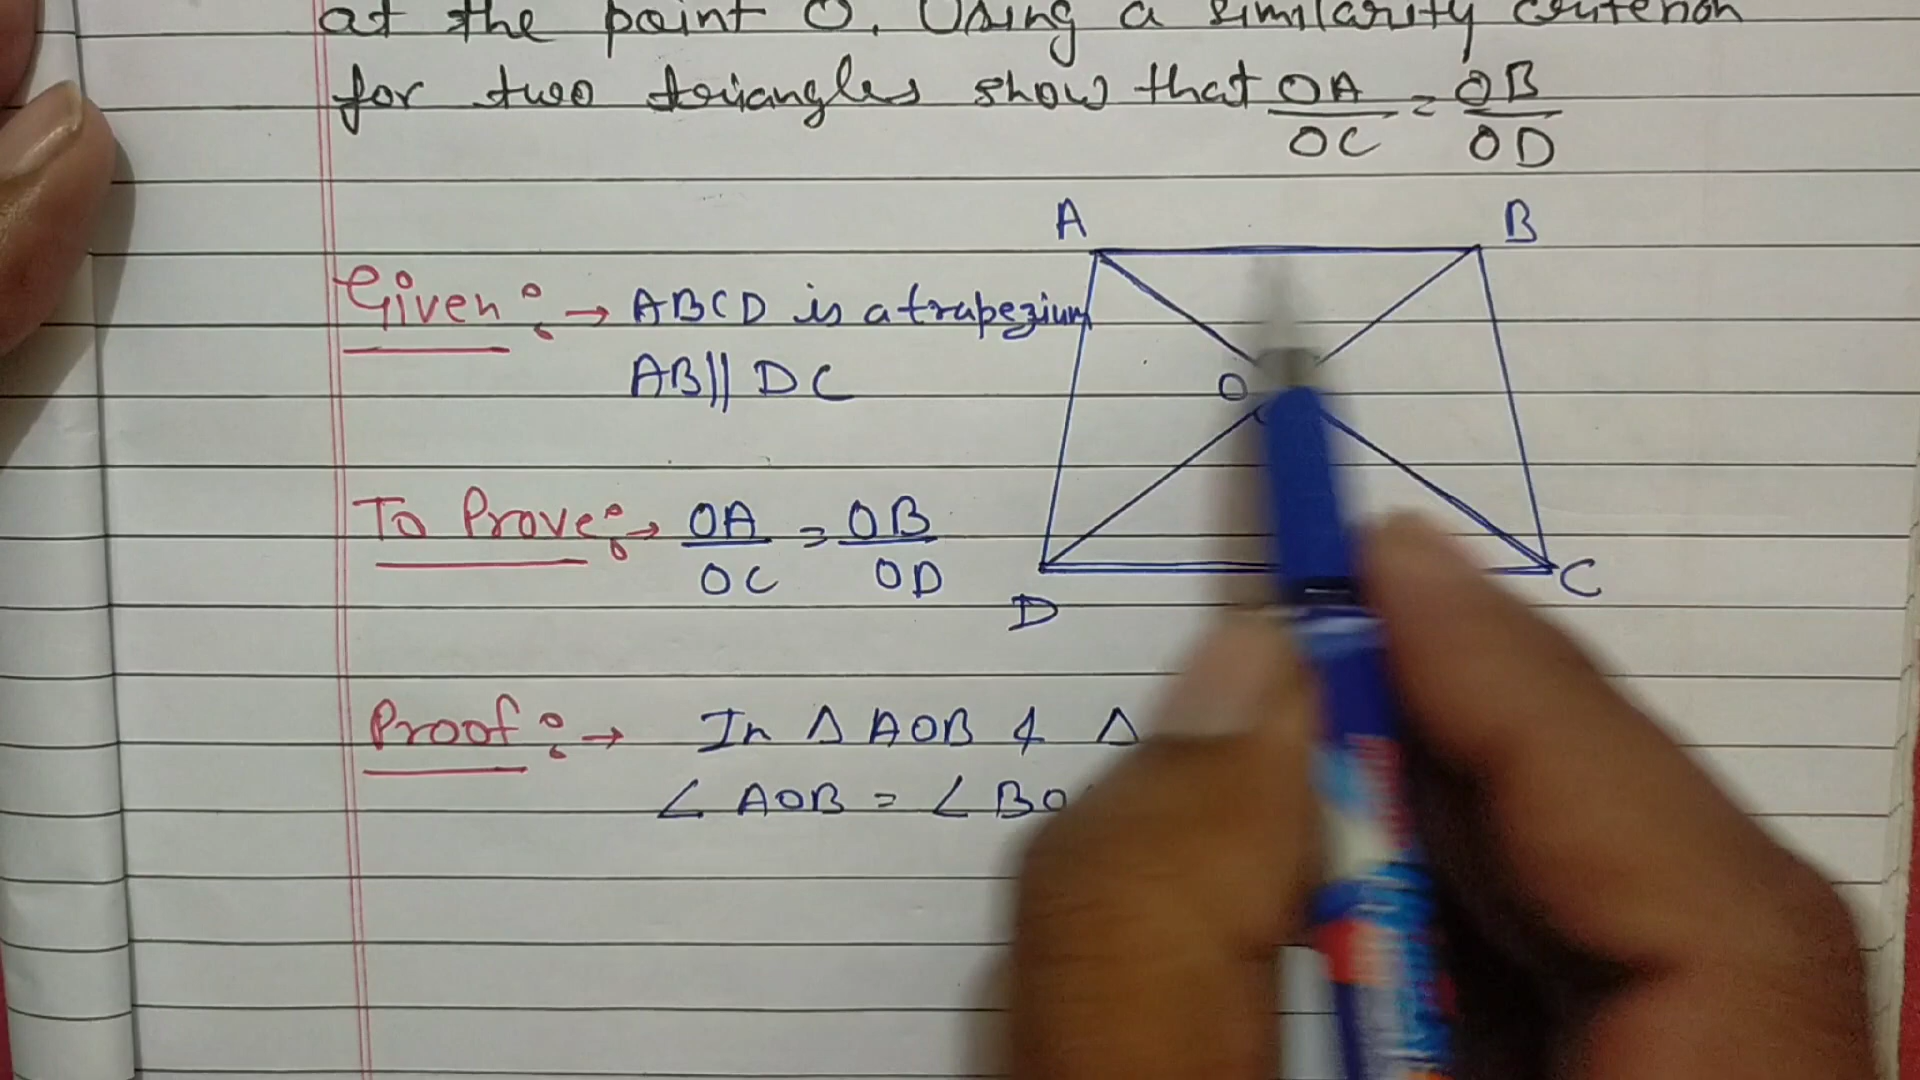 at the point O. Using a similarity criterion
for two triangles show that OA/OC = OB/OD
A
B
Given :→ ABCD is a trapezium
AB || DC
O
To Prove :→ OA/OC = OB/OD
C
D
Proof :→ In Δ AOB & Δ
∠ AOB = ∠ BO